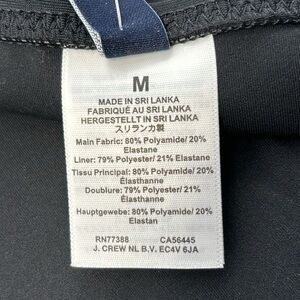 M
MADE IN SRI LANKA
FABRIQUÉ AU SRI LANKA
HERGESTELLT IN SRI LANKA
スリランカ製
Main Fabric: 80% Polyamide/ 20%
Elastane
Liner: 79% Polyester/ 21% Elastane
Tissu Principal: 80% Polyamide/ 20%
Élasthanne
Doublure: 79% Polyester/ 21%
Élasthanne
Hauptgewebe: 80% Polyamide/ 20%
Elastan
RN77388 CA56445
J. CREW NL B.V. EC4V 6JA